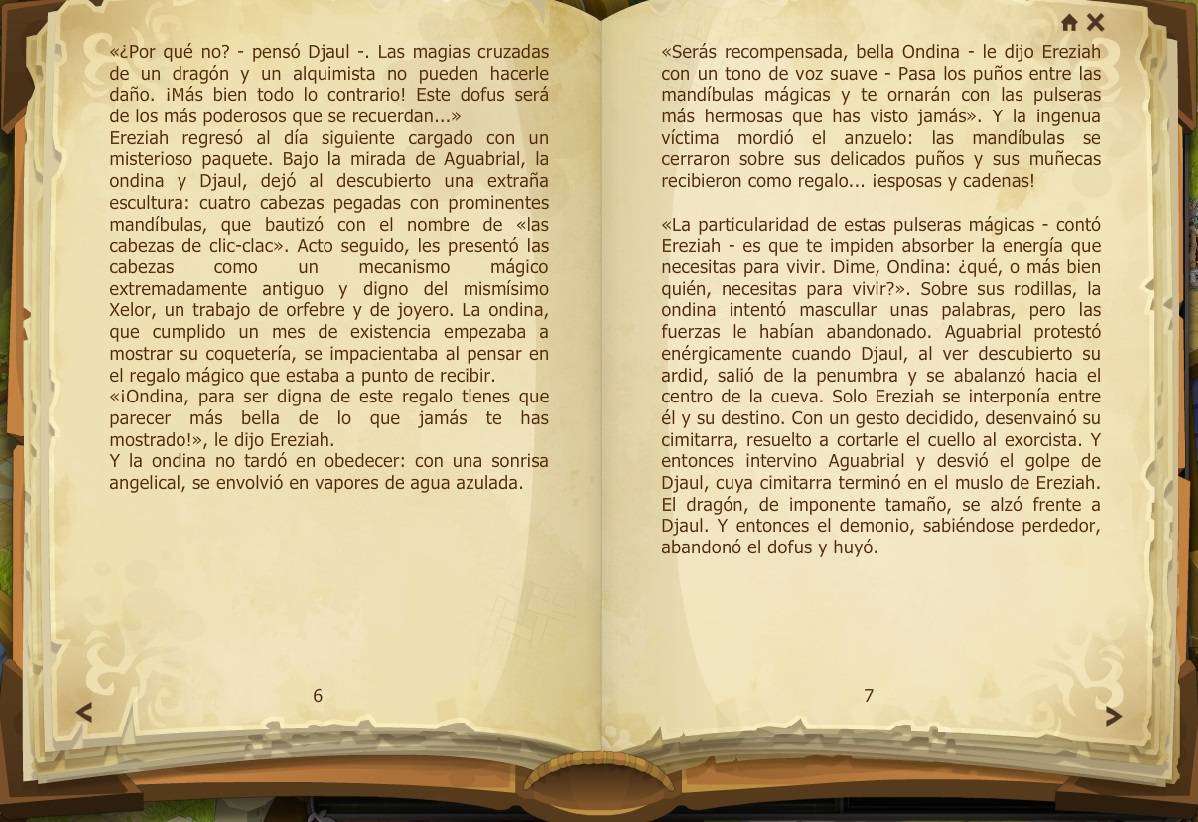 «¿Por qué no? - pensó Djaul -. Las magias cruzadas
de un dragón y un alquimista no pueden hacerle
daño. ¡Más bien todo lo contrario! Este dofus será
de los más poderosos que se recuerdan...»
Ereziah regresó al día siguiente cargado con un
misterioso paquete. Bajo la mirada de Aguabrial, la
ondina y Djaul, dejó al descubierto una extraña
escultura: cuatro cabezas pegadas con prominentes
mandíbulas, que bautizó con el nombre de «las
cabezas de clic-clac». Acto seguido, les presentó las
cabezas como un mecanismo mágico
extremadamente antiguo y digno del mismísimo
Xelor, un trabajo de orfebre y de joyero. La ondina,
que cumplido un mes de existencia empezaba a
mostrar su coquetería, se impacientaba al pensar en
el regalo mágico que estaba a punto de recibir.
«¡Ondina, para ser digna de este regalo tienes que
parecer más bella de lo que jamás te has
mostrado!», le dijo Ereziah.
Y la ondina no tardó en obedecer: con una sonrisa
angelical, se envolvió en vapores de agua azulada.
6
«Serás recompensada, bella Ondina - le dijo Ereziah
con un tono de voz suave - Pasa los puños entre las
mandíbulas mágicas y te ornarán con las pulseras
más hermosas que has visto jamás». Y la ingenua
víctima mordió el anzuelo: las mandíbulas se
cerraron sobre sus delicados puños y sus muñecas
recibieron como regalo... ¡esposas y cadenas!
«La particularidad de estas pulseras mágicas - contó
Ereziah - es que te impiden absorber la energía que
necesitas para vivir. Dime, Ondina: ¿qué, o más bien
quién, necesitas para vivir?». Sobre sus rodillas, la
ondina intentó mascullar unas palabras, pero las
fuerzas le habían abandonado. Aguabrial protestó
enérgicamente cuando Djaul, al ver descubierto su
ardid, salió de la penumbra y se abalanzó hacia el
centro de la cueva. Solo Ereziah se interponía entre
él y su destino. Con un gesto decidido, desenvainó su
cimitarra, resuelto a cortarle el cuello al exorcista. Y
entonces intervino Aguabrial y desvió el golpe de
Djaul, cuya cimitarra terminó en el muslo de Ereziah.
El dragón, de imponente tamaño, se alzó frente a
Djaul. Y entonces el demonio, sabiéndose perdedor,
abandonó el dofus y huyó.
7